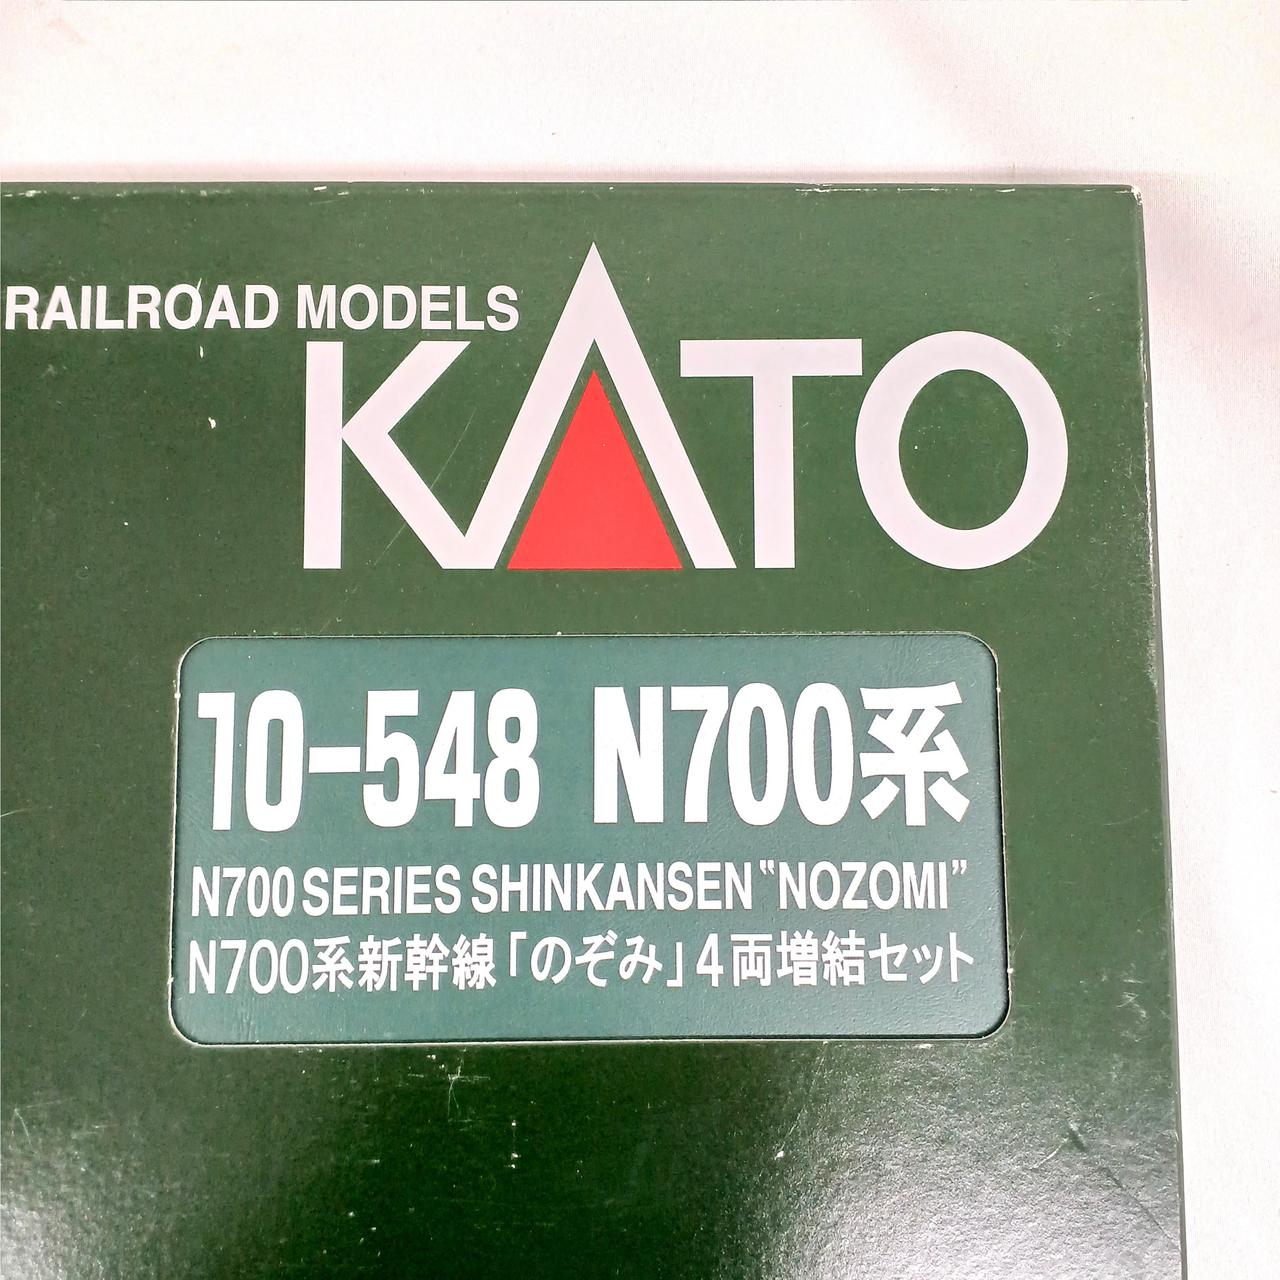 RAILROAD MODELS
KATO
10-548 N700系
N700 SERIES SHINKANSEN "NOZOMI"
N700系新幹線「のぞみ」4両増結セット